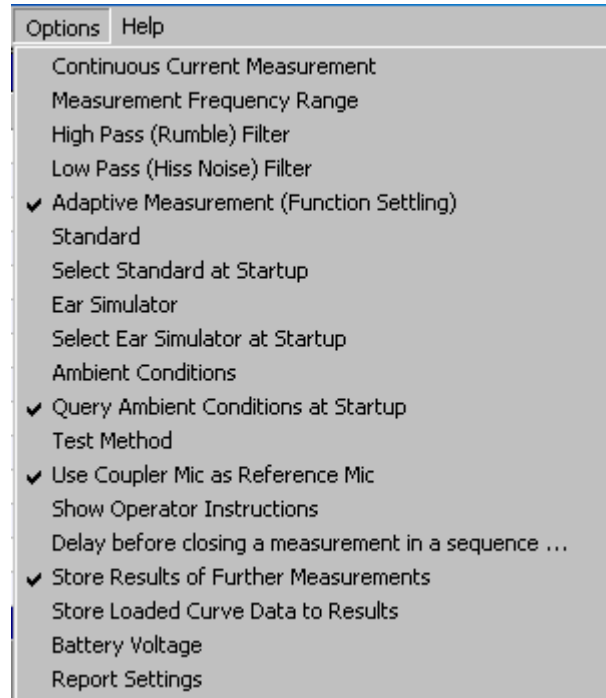 Options Help
Continuous Current Measurement
Measurement Frequency Range
High Pass (Rumble) Filter
Low Pass (Hiss Noise) Filter
Adaptive Measurement (Function Settling)
Standard
Select Standard at Startup
Ear Simulator
Select Ear Simulator at Startup
Ambient Conditions
Query Ambient Conditions at Startup
Test Method
Use Coupler Mic as Reference Mic
Show Operator Instructions
Delay before closing a measurement in a sequence ...
Store Results of Further Measurements
Store Loaded Curve Data to Results
Battery Voltage
Report Settings